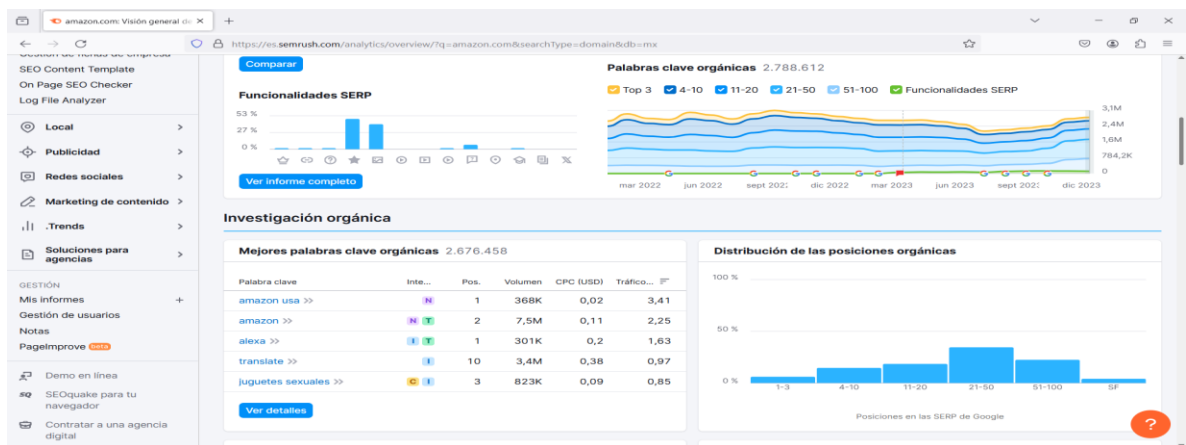 amazon.com: Visión general de
https://es.semrush.com/analytics/overview/?q=amazon.com&searchType=domain&db=mx
SEO Content Template
On Page SEO Checker
Log File Analyzer
Local
Publicidad
Redes sociales
Marketing de contenido
.Trends
Soluciones para
agencias
GESTIÓN
Mis informes
Gestión de usuarios
Notas
PageImprove beta
Demo en línea
SEOquake para tu
navegador
Contratar a una agencia
digital
Comparar
Funcionalidades SERP
53 %
27 %
0 %
Ver informe completo
Palabras clave orgánicas 2.788.612
Top 3 4-10 11-20 21-50 51-100 Funcionalidades SERP
3,1M
2,4M
1,6M
784,2K
0
mar 2022 jun 2022 sept 202 dic 2022 mar 2023 jun 2023 sept 202 dic 2023
Investigación orgánica
Mejores palabras clave orgánicas 2.676.458
Palabra clave Inte... Pos. Volumen CPC (USD) Tráfico...
amazon usa >> N 1 368K 0,02 3,41
amazon >> N T 2 7,5M 0,11 2,25
alexa >> I T 1 301K 0,2 1,63
translate >> I 10 3,4M 0,38 0,97
juguetes sexuales >> C I 3 823K 0,09 0,85
Ver detalles
Distribución de las posiciones orgánicas
100 %
50 %
0 %
1-3 4-10 11-20 21-50 51-100 SF
Posiciones en las SERP de Google
?